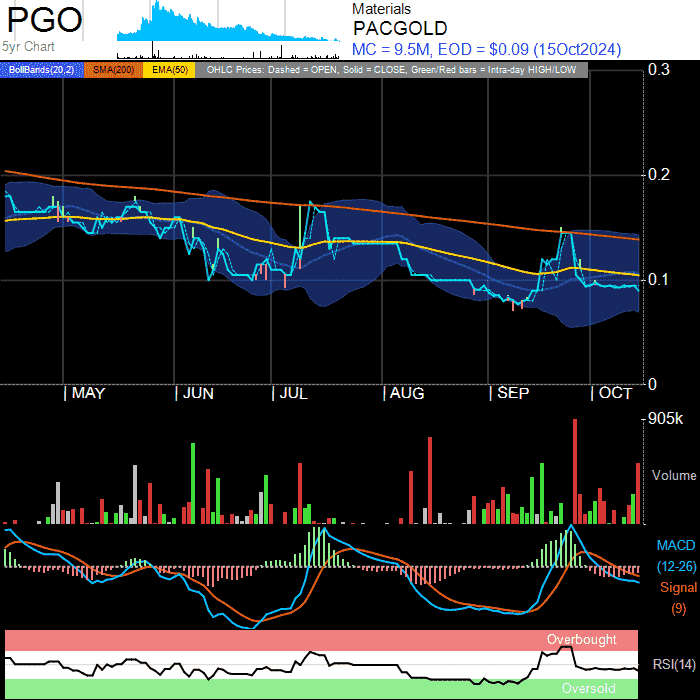 PGO
5yr Chart
Materials
PACGOLD
MC = 9.5M, EOD = $0.09 (15Oct2024)
BollBands(20,2) SMA(200) EMA(50) OHLC Prices: Dashed = OPEN, Solid = CLOSE, Green/Red bars = Intra-day HIGH/LOW
0.3
0.2
0.1
0
| MAY | JUN | JUL | AUG | SEP | OCT
905k
Volume
MACD
(12-26)
Signal
(9)
Overbought
RSI(14)
Oversold